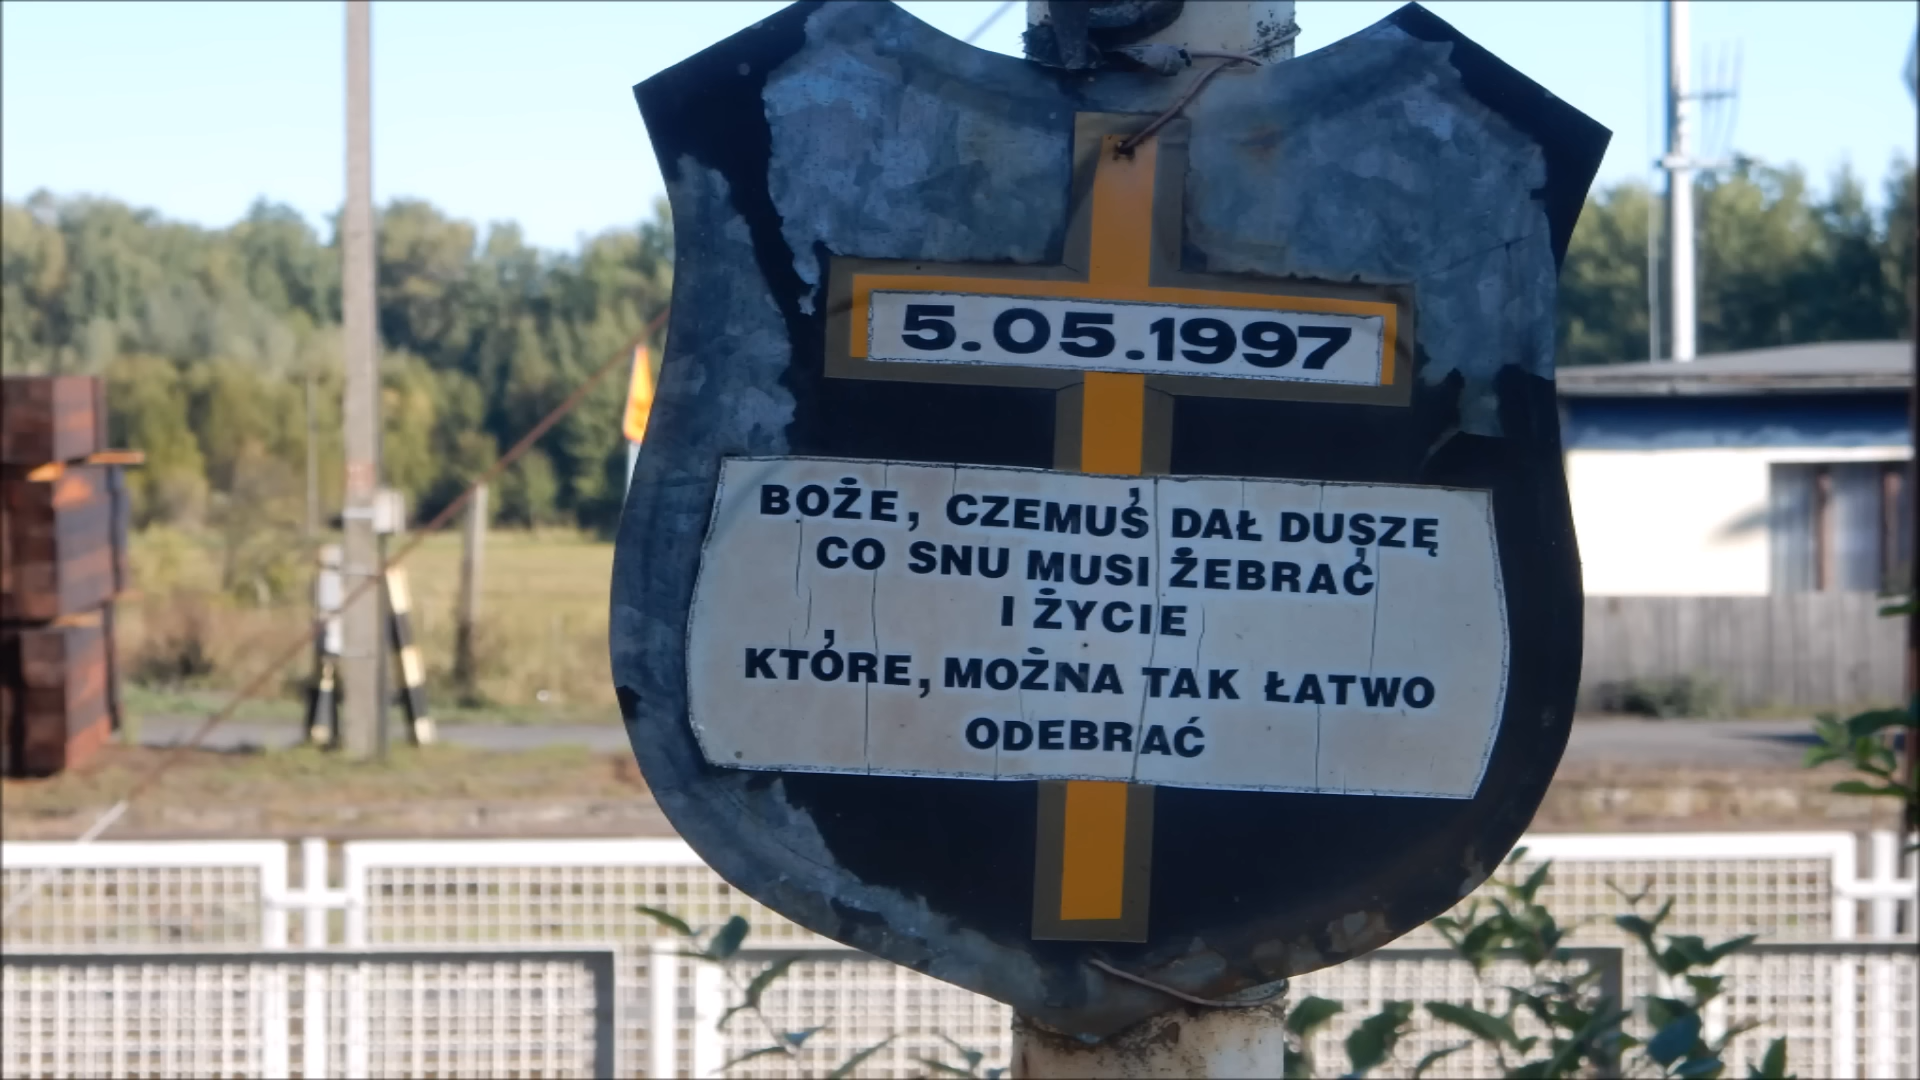 5.05.1997
BOŻE, CZEMUŚ DAŁ DUSZĘ
CO SNU MUSI ŻEBRAĆ
I ŻYCIE
KTÓRE, MOŻNA TAK ŁATWO
ODEBRAĆ